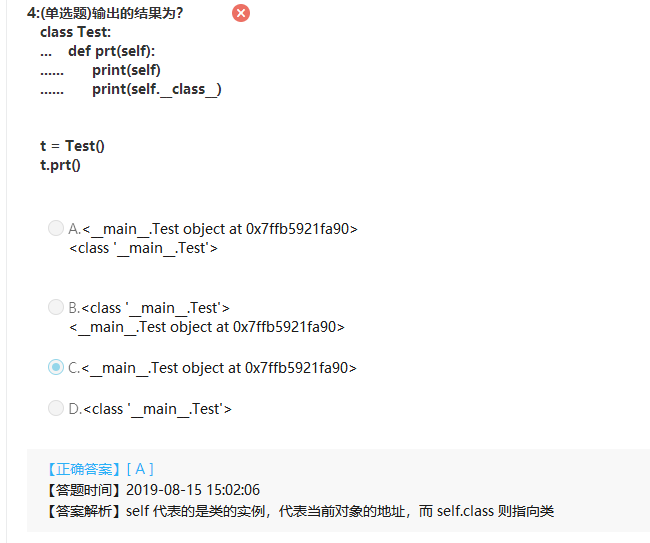 4:(单选题)输出的结果为?
class Test:
... def prt(self):
...... print(self)
...... print(self.__class__)
t = Test()
t.prt()
A.<__main__.Test object at 0x7ffb5921fa90>
<class '__main__.Test'>
B.<class '__main__.Test'>
<__main__.Test object at 0x7ffb5921fa90>
C.<__main__.Test object at 0x7ffb5921fa90>
D.<class '__main__.Test'>
【正确答案】[ A ]
【答题时间】2019-08-15 15:02:06
【答案解析】self 代表的是类的实例，代表当前对象的地址，而 self.class 则指向类